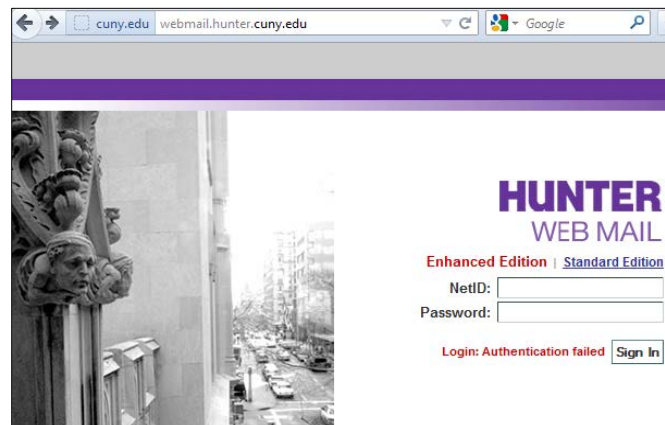 cuny.edu webmail.hunter.cuny.edu Google
HUNTER
WEB MAIL
Enhanced Edition | Standard Edition
NetID:
Password:
Login: Authentication failed Sign In